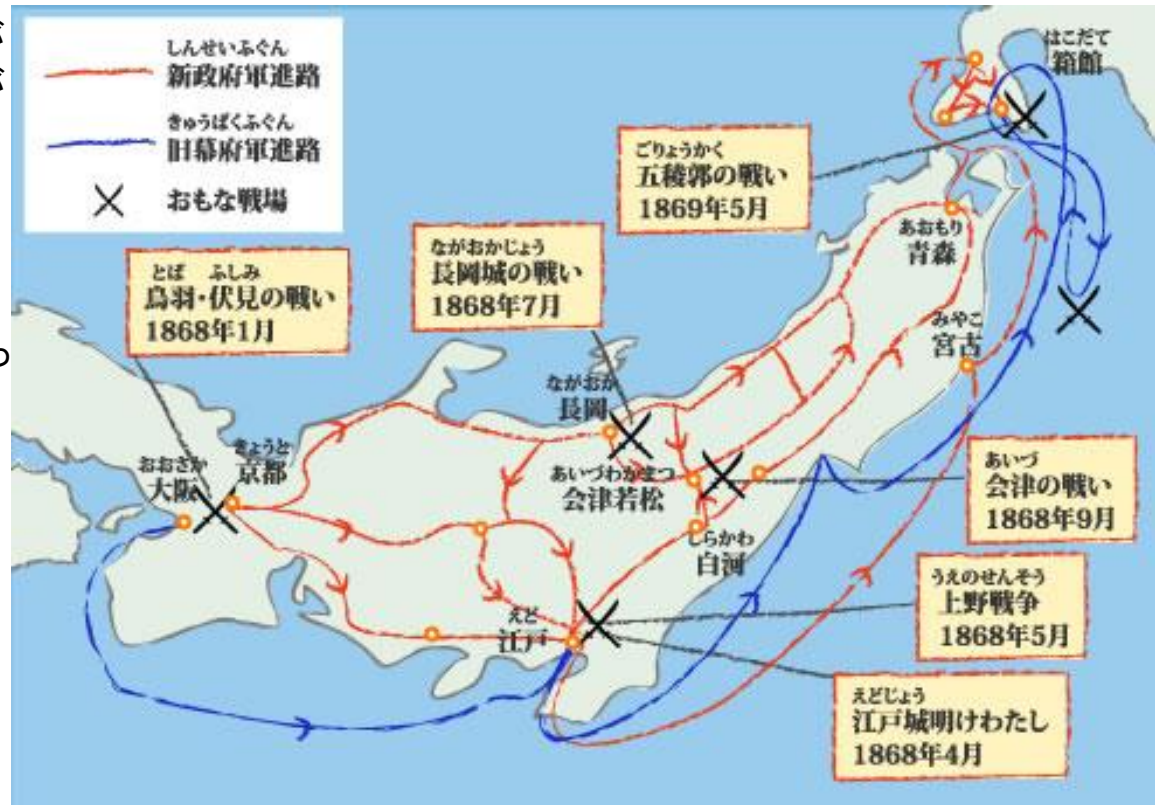 しんせいふぐん
新政府軍進路
きゅうばくふぐん
旧幕府軍進路
おもな戦場
はこだて
箱館
ごりょうかく
五稜郭の戦い
1869年5月
あおもり
青森
ながおかじょう
長岡城の戦い
1868年7月
とば ふしみ
鳥羽・伏見の戦い
1868年1月
みやこ
宮古
ながおか
長岡
きょうと
京都
おおさか
大阪
あいづわかまつ
会津若松
あいづ
会津の戦い
1868年9月
しらかわ
白河
うえのせんそう
上野戦争
1868年5月
えど
江戸
えどじょう
江戸城明けわたし
1868年4月